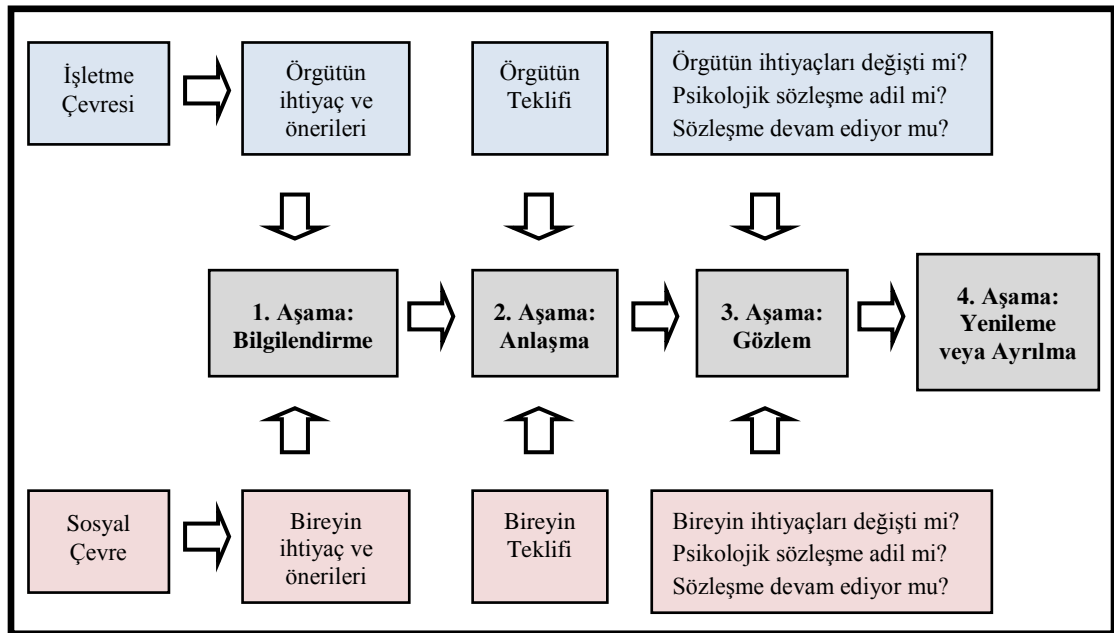 İşletme
Çevresi
Örgütün
ihtiyaç ve
önerileri
Örgütün
Teklifi
Örgütün ihtiyaçları değişti mi?
Psikolojik sözleşme adil mi?
Sözleşme devam ediyor mu?
1. Aşama:
Bilgilendirme
2. Aşama:
Anlaşma
3. Aşama:
Gözlem
4. Aşama:
Yenileme
veya Ayrılma
Sosyal
Çevre
Bireyin
ihtiyaç ve
önerileri
Bireyin
Teklifi
Bireyin ihtiyaçları değişti mi?
Psikolojik sözleşme adil mi?
Sözleşme devam ediyor mu?